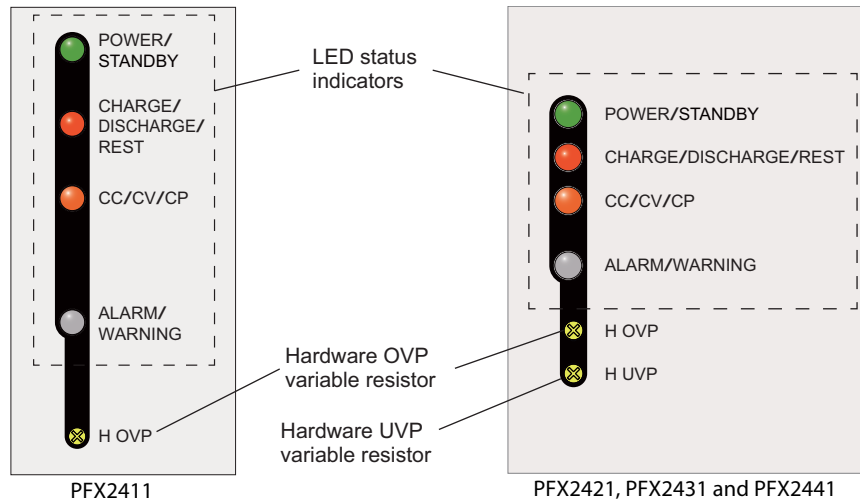 POWER/
STANDBY
CHARGE/
DISCHARGE/
REST
CC/CV/CP
ALARM/
WARNING
H OVP
PFX2411
LED status
indicators
Hardware OVP
variable resistor
Hardware UVP
variable resistor
POWER/STANDBY
CHARGE/DISCHARGE/REST
CC/CV/CP
ALARM/WARNING
H OVP
H UVP
PFX2421, PFX2431 and PFX2441